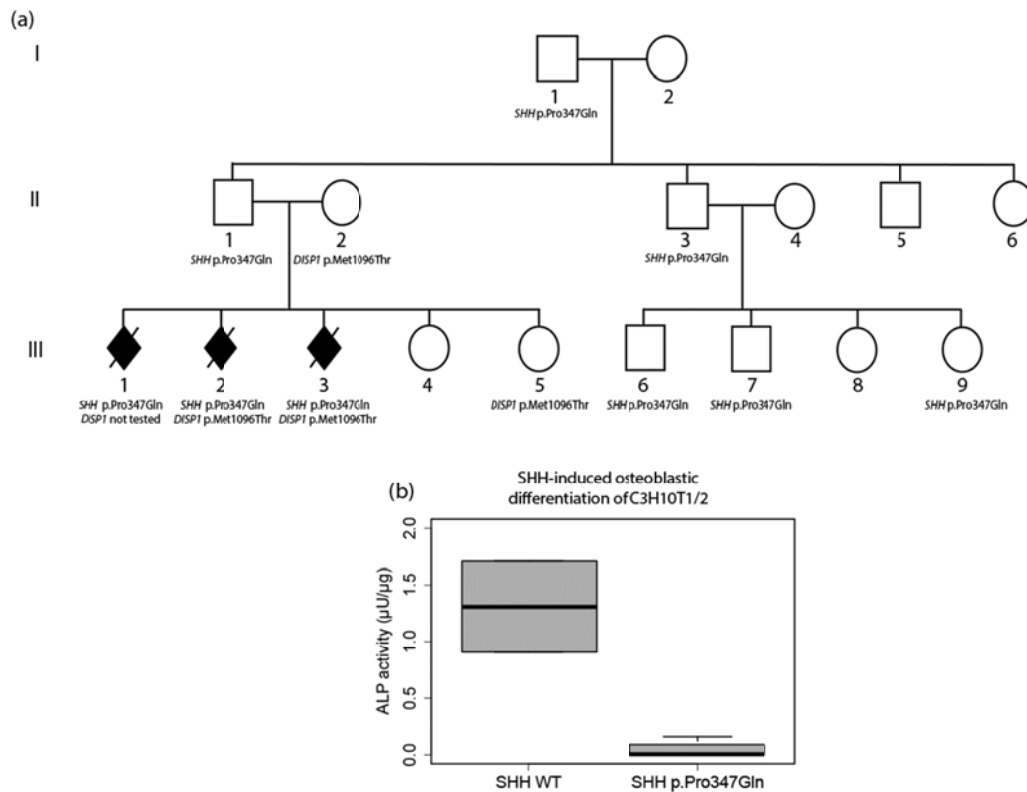 (a)
I
1
2
SHH p.Pro347Gln
II
1
2
3
4
5
6
SHH p.Pro347Gln
DISP1 p.Met1096Thr
SHH p.Pro347Gln
III
1
2
3
4
5
6
7
8
9
SHH p.Pro347Gln
DISP1 not tested
SHH p.Pro347Gln
DISP1 p.Met1096Thr
SHH p.Pro347Gln
DISP1 p.Met1096Thr
DISP1 p.Met1096Thr
SHH p.Pro347Gln
SHH p.Pro347Gln
SHH p.Pro347Gln
(b)
SHH-induced osteoblastic
differentiation of C3H10T1/2
ALP activity (µU/µg)
2.0
1.5
1.0
0.5
0.0
SHH WT
SHH p.Pro347Gln